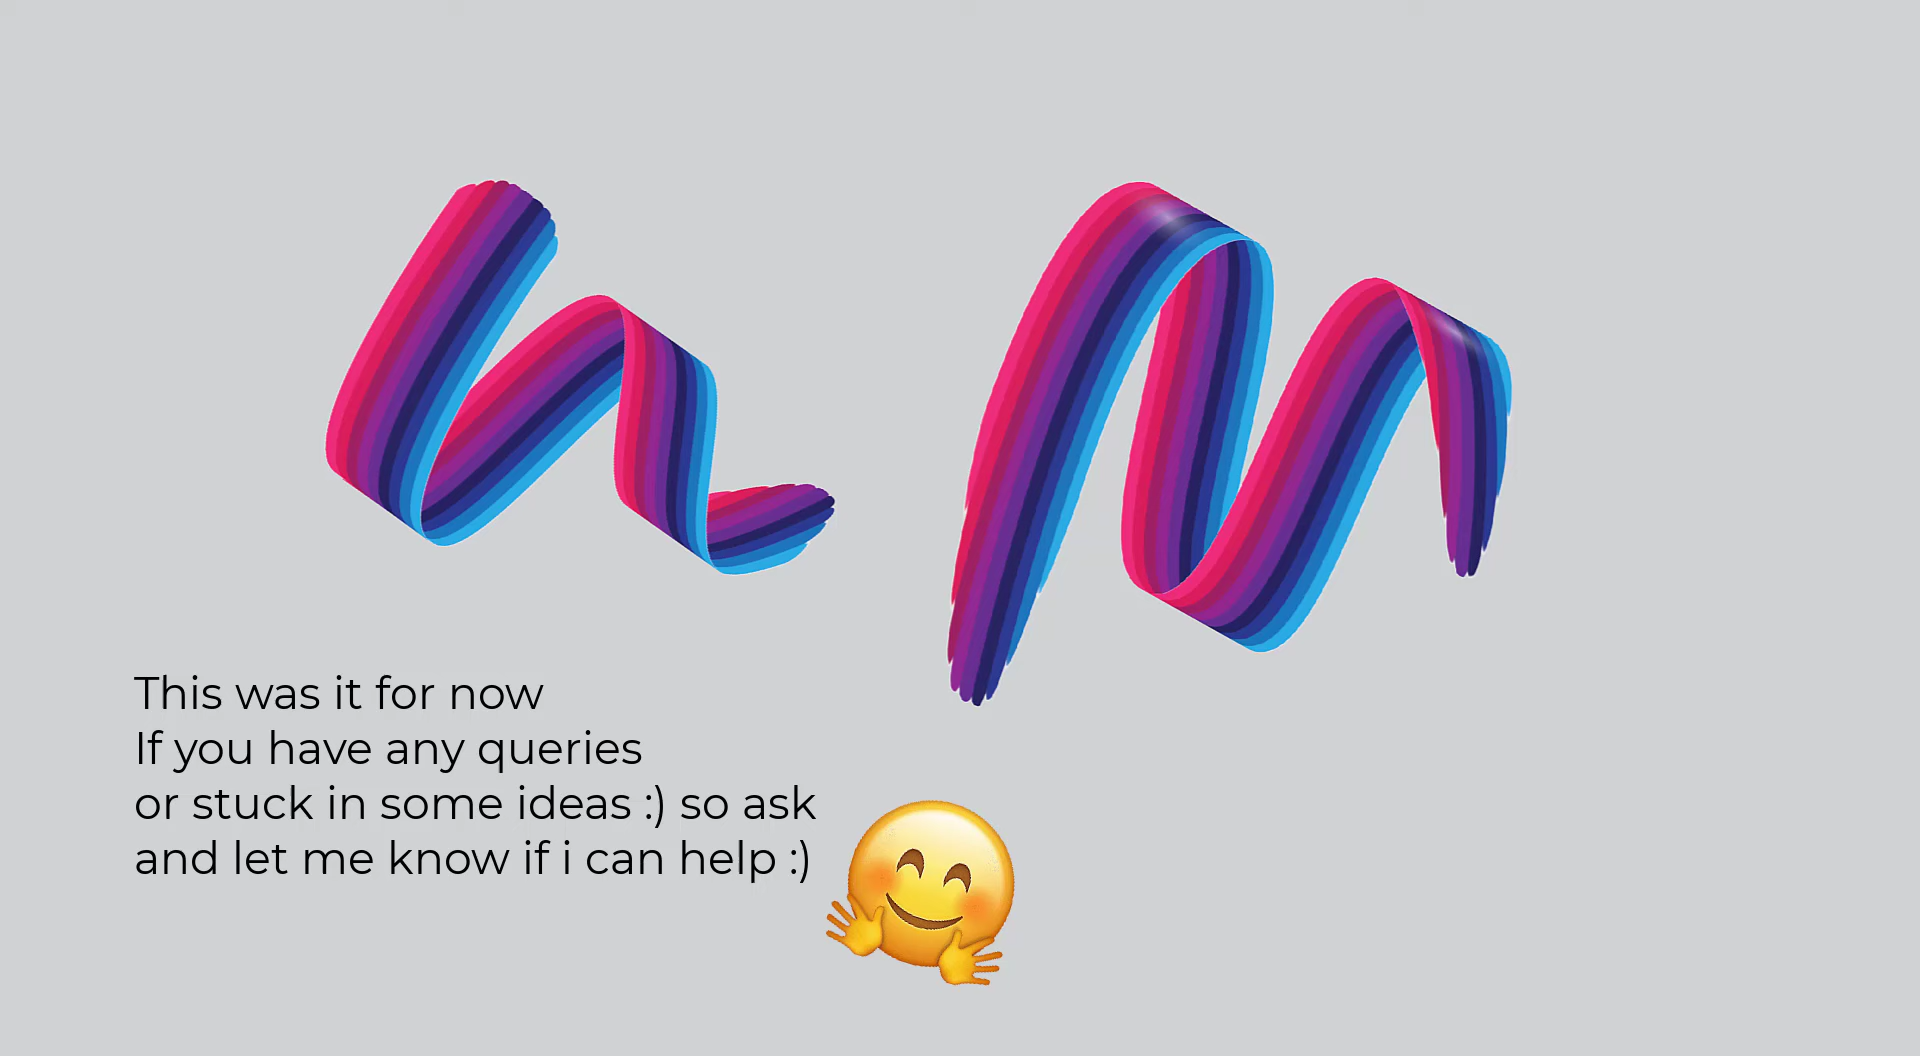 This was it for now
If you have any queries
or stuck in some ideas :) so ask
and let me know if i can help :)